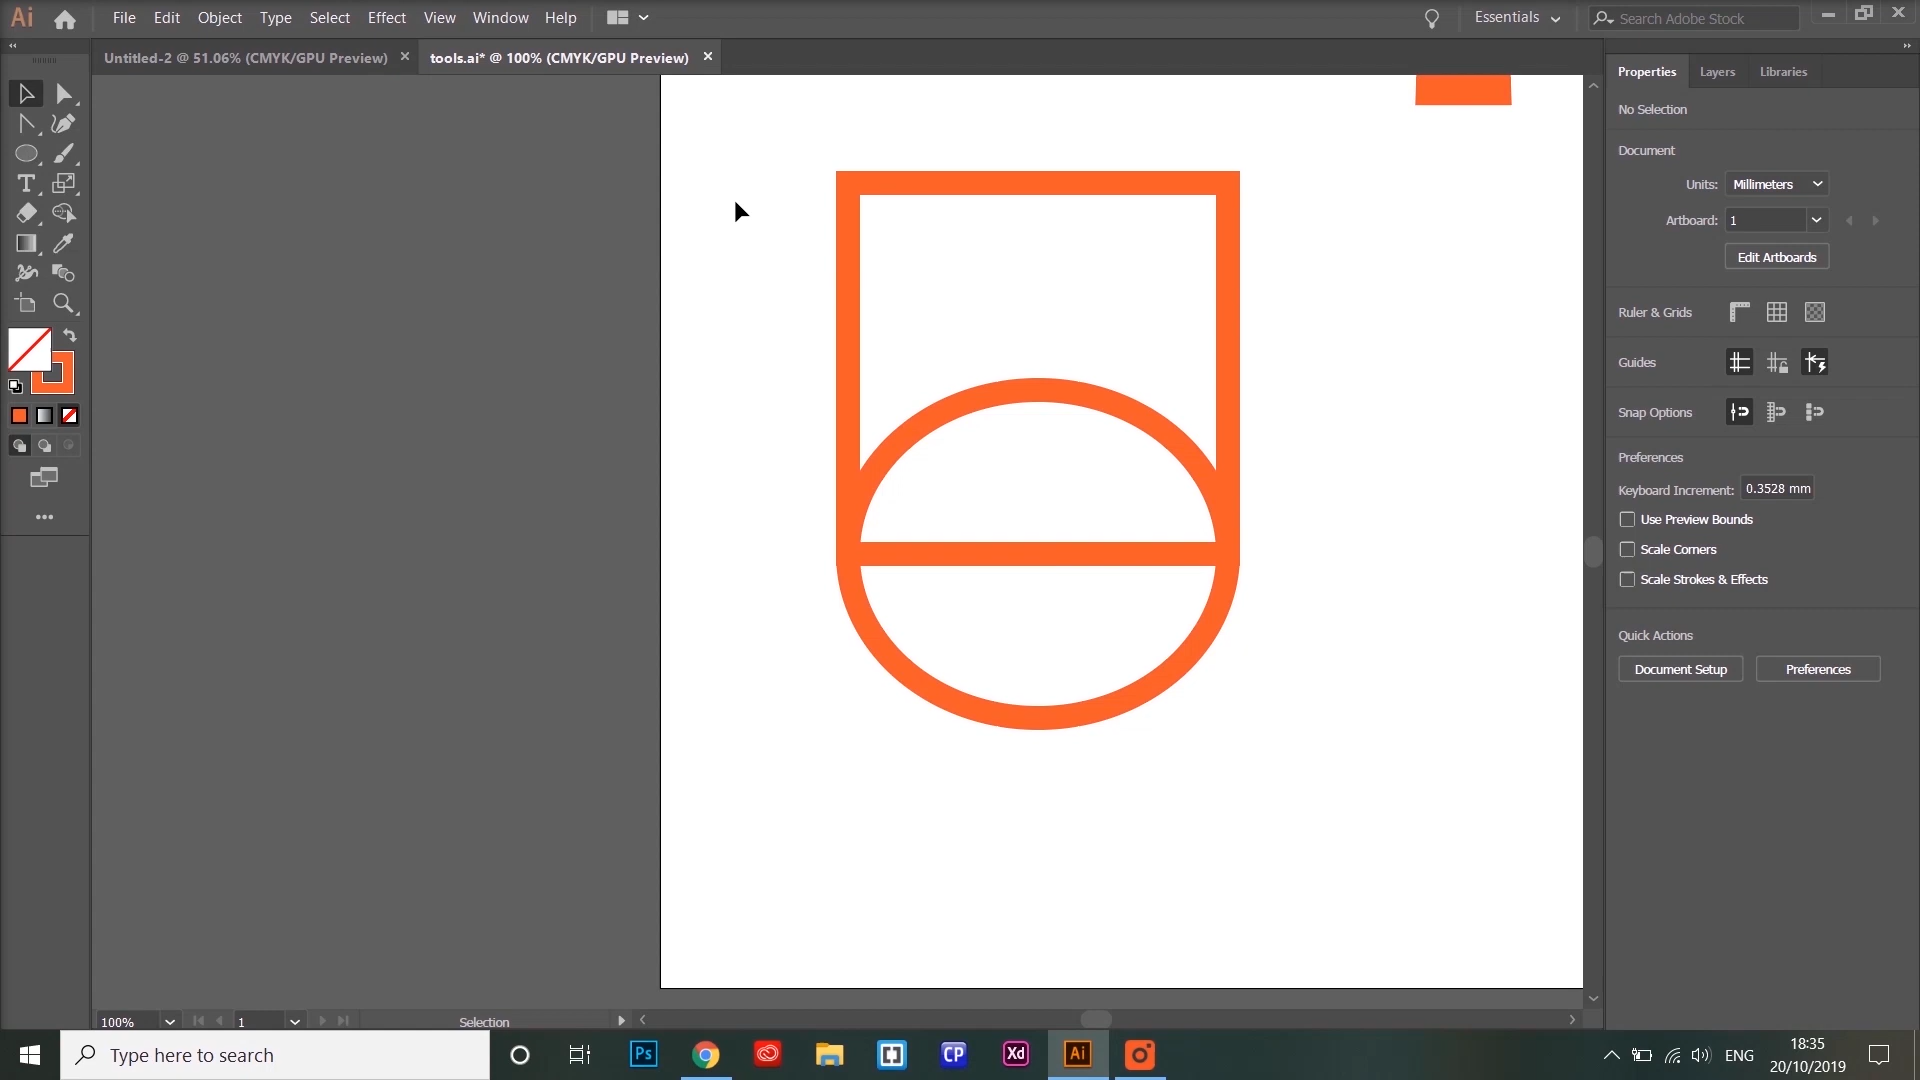 Ai File Edit Object Type Select Effect View Window Help Essentials Search Adobe Stock
Untitled-2 @ 51.06% (CMYK/GPU Preview) tools.ai* @ 100% (CMYK/GPU Preview)
Properties Layers Libraries
No Selection
Document
Units: Millimeters
Artboard: 1
Edit Artboards
Ruler & Grids
Guides
Snap Options
Preferences
Keyboard Increment: 0.3528 mm
Use Preview Bounds
Scale Corners
Scale Strokes & Effects
Quick Actions
Document Setup Preferences
100% 1 Selection
Type here to search Ps CP Xd Ai ENG
18:35
20/10/2019